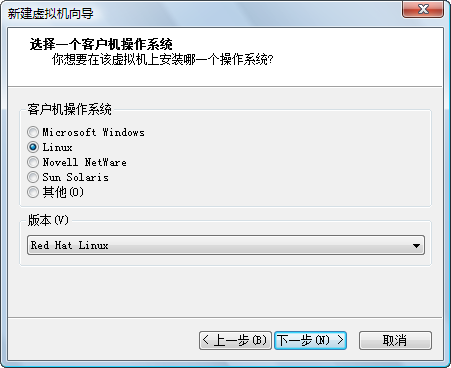 新建虚拟机向导
选择一个客户机操作系统
你想要在该虚拟机上安装哪一个操作系统?
客户机操作系统
Microsoft Windows
Linux
Novell NetWare
Sun Solaris
其他(O)
版本(V)
Red Hat Linux
< 上一步(B)
下一步(N) >
取消